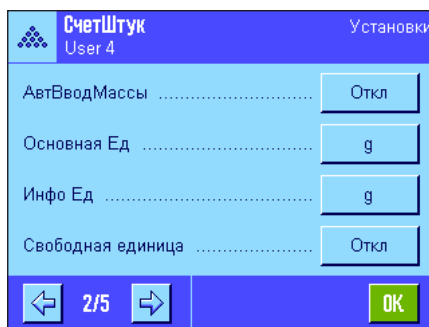 СчетШтук Установки
User 4
АвтВводМассы ........................... Откл
Основная Ед .............................. g
Инфо Ед .................................... g
Свободная единица .................... Откл
2/5 OK